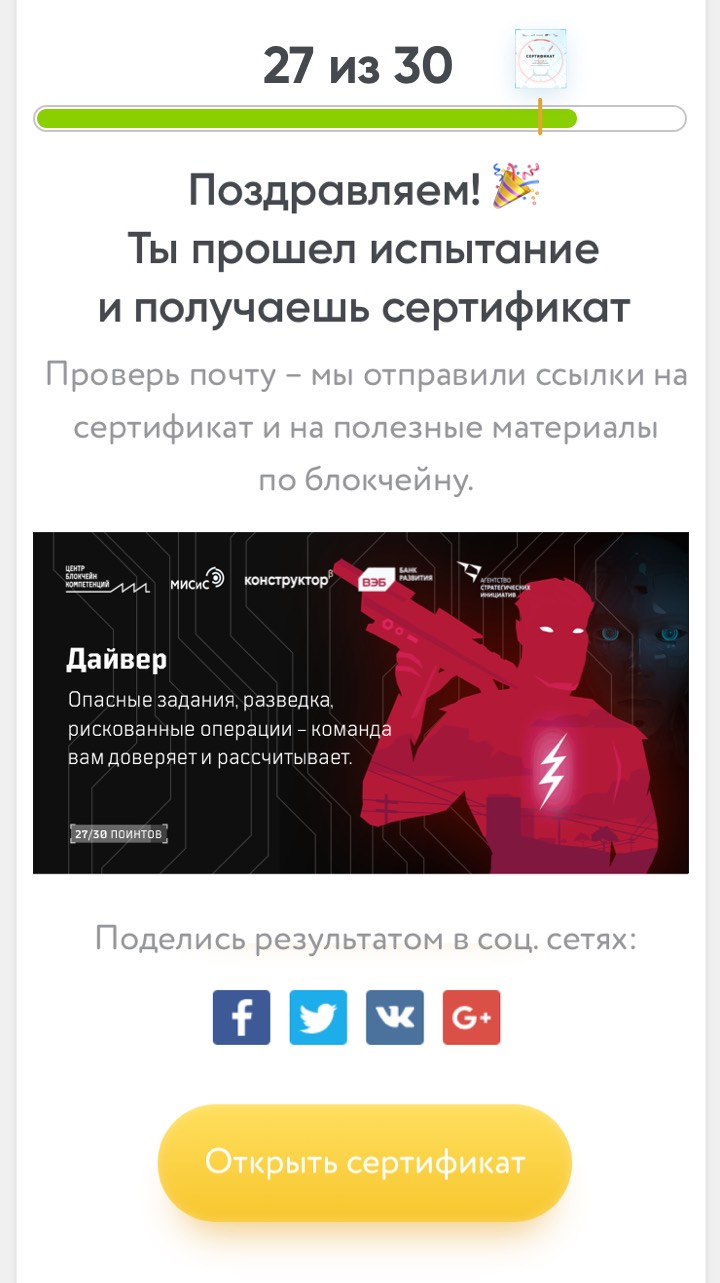 27 из 30
СЕРТИФИКАТ
Поздравляем!
Ты прошел испытание
и получаешь сертификат
Проверь почту – мы отправили ссылки на
сертификат и на полезные материалы
по блокчейну.
ЦЕНТР
БЛОКЧЕЙН
КОМПЕТЕНЦИЙ
МИСиС
конструктор β
ВЭБ
БАНК
РАЗВИТИЯ
АГЕНТСТВО
СТРАТЕГИЧЕСКИХ
ИНИЦИАТИВ
Дайвер
Опасные задания, разведка,
рискованные операции – команда
вам доверяет и рассчитывает.
27/30 ПОИНТОВ
Поделись результатом в соц. сетях:
f
G+
Открыть сертификат